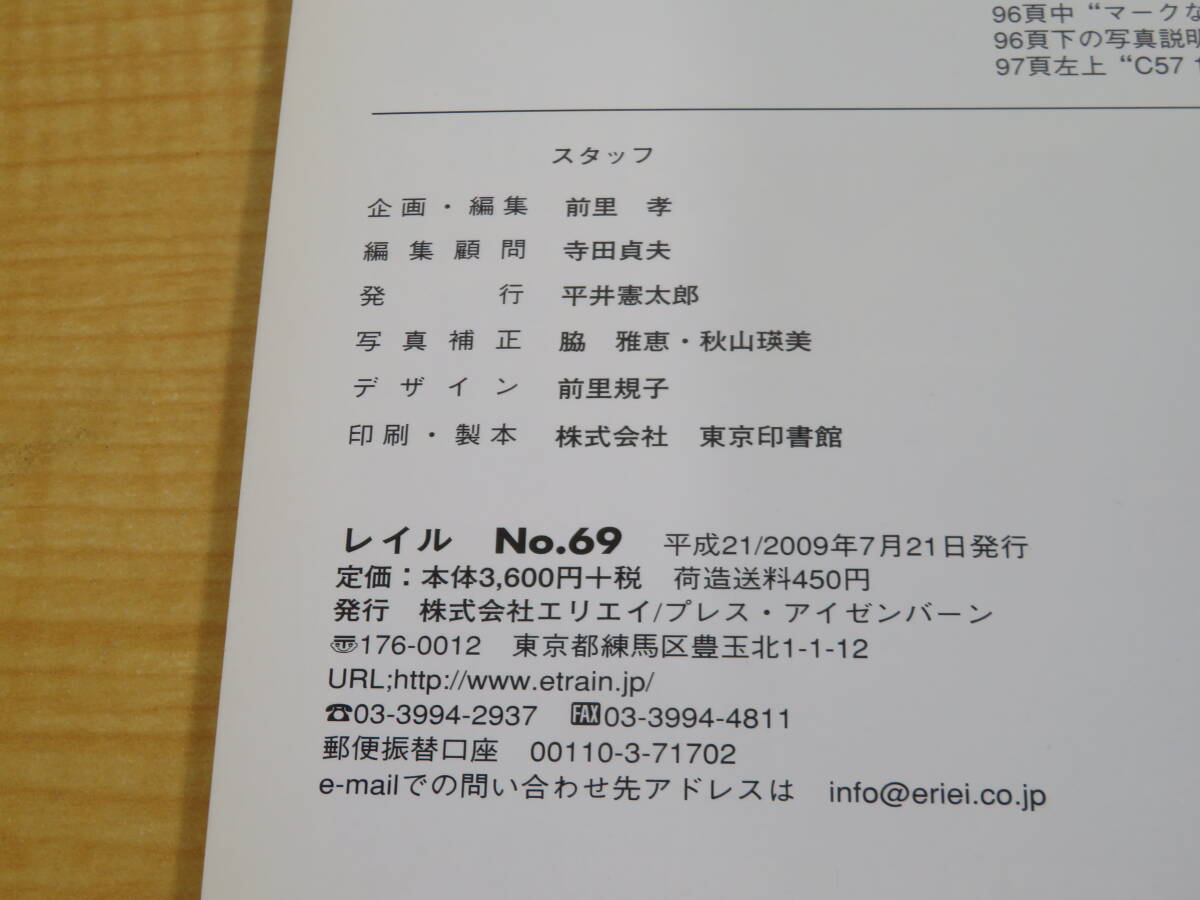 96頁中“マークな
96頁下の写真説明
97頁左上“C57 1
スタッフ
企画・編集 前里 孝
編集顧問 寺田貞夫
発行 平井憲太郎
写真補正 脇 雅恵・秋山瑛美
デザイン 前里規子
印刷・製本 株式会社 東京印書館
レイル No.69 平成21/2009年7月21日発行
定価：本体3,600円＋税 荷造送料450円
発行 株式会社エリエイ/プレス・アイゼンバーン
〠176-0012 東京都練馬区豊玉北1-1-12
URL;http://www.etrain.jp/
☎03-3994-2937 FAX03-3994-4811
郵便振替口座 00110-3-71702
e-mailでの問い合わせ先アドレスは info@eriei.co.jp